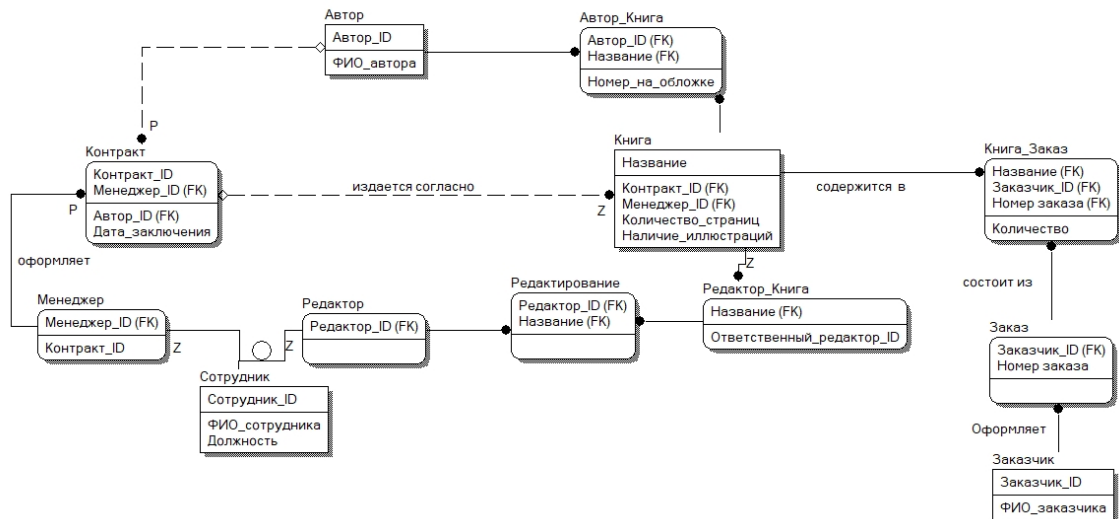 Автор
Автор_ID
ФИО_автора
Автор_Книга
Автор_ID (FK)
Название (FK)
Номер_на_обложке
P
Контракт
Контракт_ID
Менеджер_ID (FK)
Автор_ID (FK)
Дата_заключения
P
издается согласно
Z
Книга
Название
Контракт_ID (FK)
Менеджер_ID (FK)
Количество_страниц
Наличие_иллюстраций
содержится в
Книга_Заказ
Название (FK)
Заказчик_ID (FK)
Номер заказа (FK)
Количество
оформляет
Z
состоит из
Менеджер
Менеджер_ID (FK)
Контракт_ID
Z
Редактор
Редактор_ID (FK)
Z
Редактирование
Редактор_ID (FK)
Название (FK)
Редактор_Книга
Название (FK)
Ответственный_редактор_ID
Заказ
Заказчик_ID (FK)
Номер заказа
Сотрудник
Сотрудник_ID
ФИО_сотрудника
Должность
Оформляет
Заказчик
Заказчик_ID
ФИО_заказчика